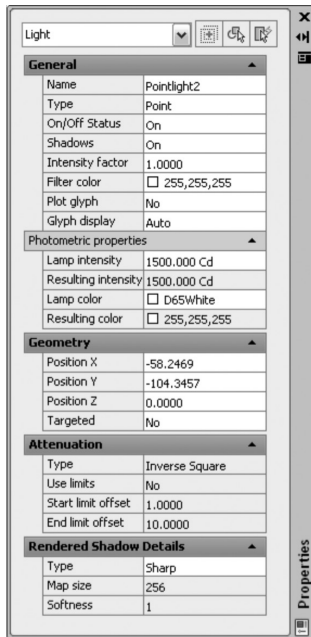 Light
General
Name Pointlight2
Type Point
On/Off Status On
Shadows On
Intensity factor 1.0000
Filter color 255,255,255
Plot glyph No
Glyph display Auto
Photometric properties
Lamp intensity 1500.000 Cd
Resulting intensity 1500.000 Cd
Lamp color D65White
Resulting color 255,255,255
Geometry
Position X -58.2469
Position Y -104.3457
Position Z 0.0000
Targeted No
Attenuation
Type Inverse Square
Use limits No
Start limit offset 1.0000
End limit offset 10.0000
Rendered Shadow Details
Type Sharp
Map size 256
Softness 1
Properties